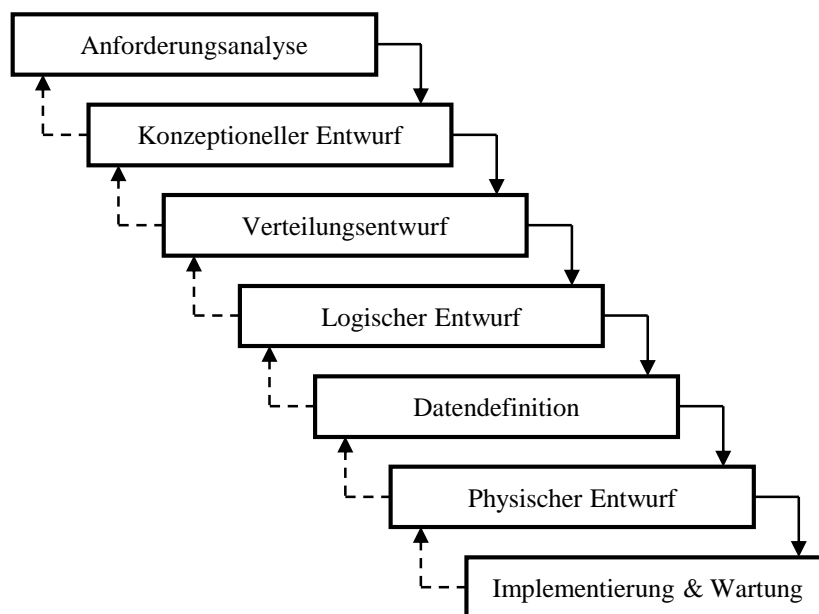 Anforderungsanalyse
Konzeptioneller Entwurf
Verteilungsentwurf
Logischer Entwurf
Datendefinition
Physischer Entwurf
Implementierung & Wartung